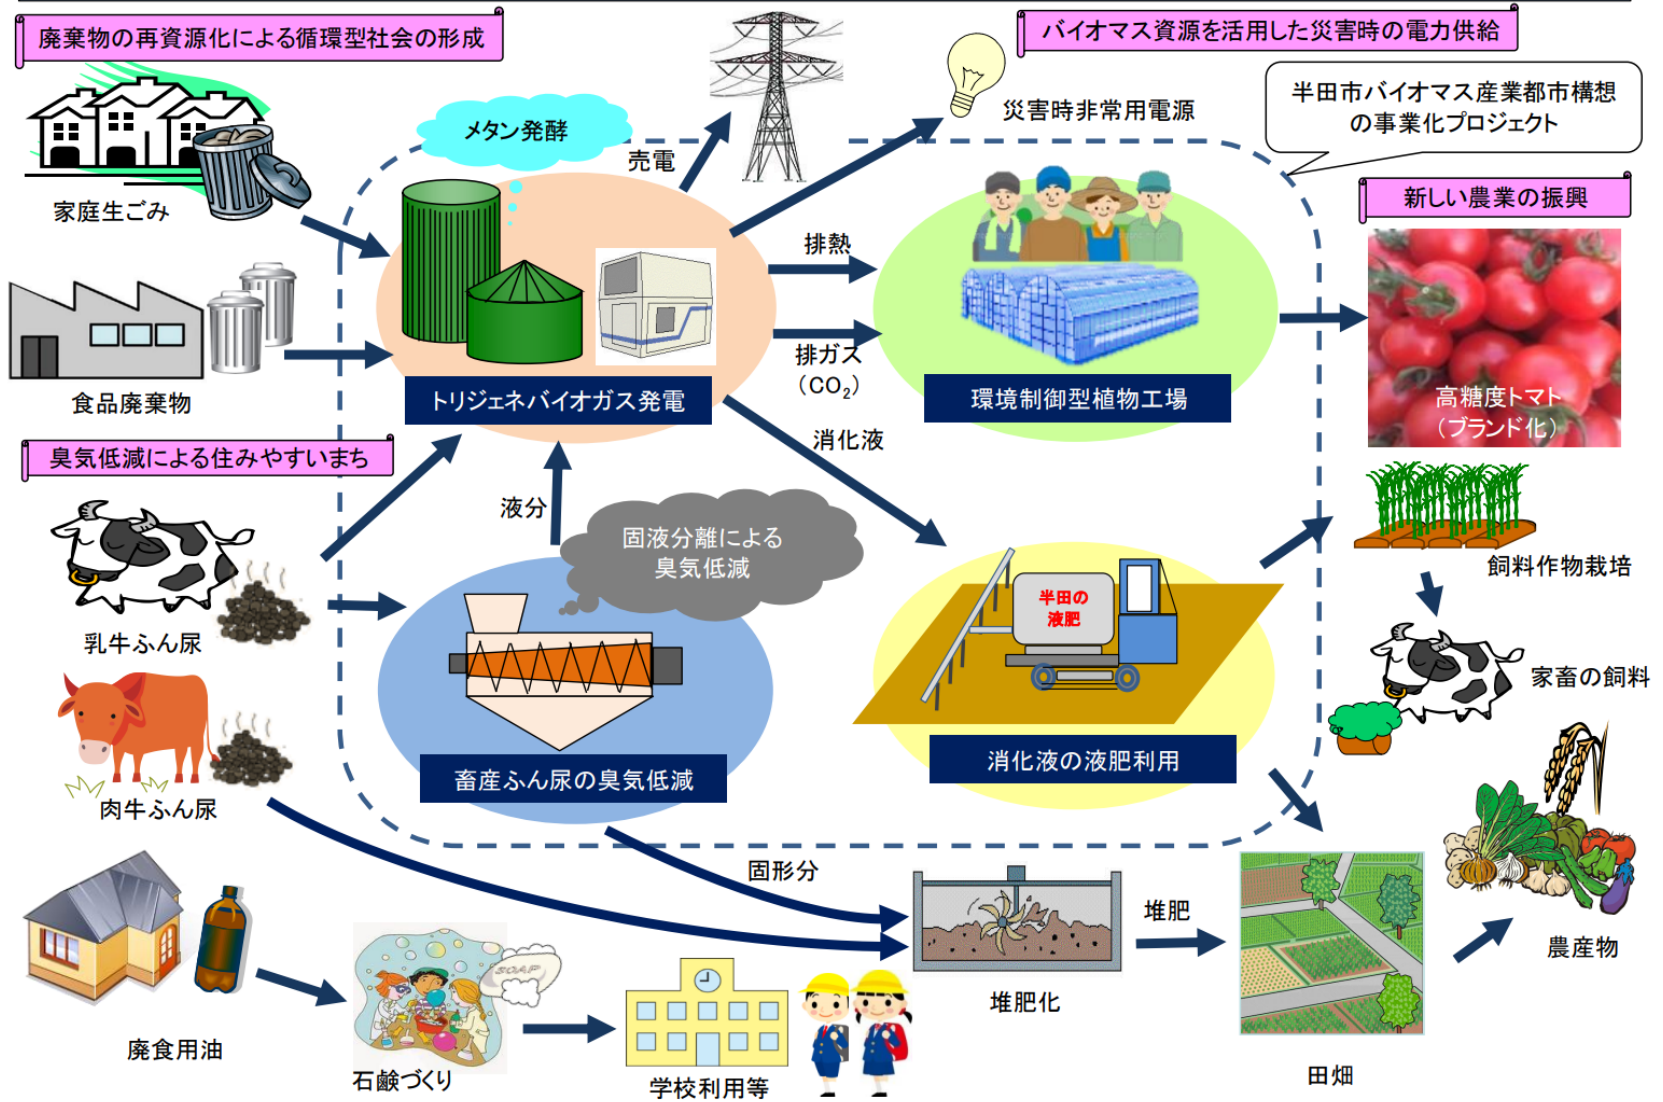 廃棄物の再資源化による循環型社会の形成
バイオマス資源を活用した災害時の電力供給
半田市バイオマス産業都市構想
の事業化プロジェクト
災害時非常用電源
メタン発酵
売電
家庭生ごみ
新しい農業の振興
排熱
排ガス
（CO₂）
食品廃棄物
トリジェネバイオガス発電
環境制御型植物工場
高糖度トマト
（ブランド化）
消化液
臭気低減による住みやすいまち
液分
固液分離による
臭気低減
飼料作物栽培
半田の
液肥
乳牛ふん尿
家畜の飼料
消化液の液肥利用
畜産ふん尿の臭気低減
肉牛ふん尿
固形分
堆肥
農産物
SOAP
堆肥化
廃食用油
石鹸づくり
学校利用等
田畑